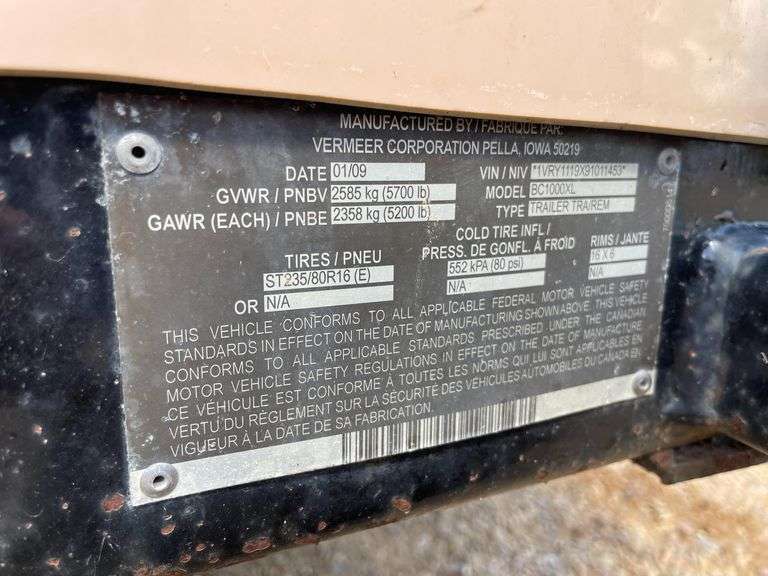 MANUFACTURED BY / FABRIQUE PAR:
VERMEER CORPORATION PELLA, IOWA 50219
DATE 01/09 VIN / NIV *1VRY1119X91011453*
GVWR / PNBV 2585 kg (5700 lb) MODEL BC1000XL
GAWR (EACH) / PNBE 2358 kg (5200 lb) TYPE TRAILER TRA/REM
TIRES / PNEU COLD TIRE INFL / PRESS. DE GONFL. À FROID RIMS / JANTE
ST235/80R16 (E) 552 kPA (80 psi) 16 X 6
OR N/A N/A N/A
THIS VEHICLE CONFORMS TO ALL APPLICABLE FEDERAL MOTOR VEHICLE SAFETY
STANDARDS IN EFFECT ON THE DATE OF MANUFACTURING SHOWN ABOVE. THIS VEHICLE
CONFORMS TO ALL APPLICABLE STANDARDS PRESCRIBED UNDER THE CANADIAN
MOTOR VEHICLE SAFETY REGULATIONS IN EFFECT ON THE DATE OF MANUFACTURE.
CE VÉHICULE EST CONFORME À TOUTES LES NORMS QUI LUI SONT APPLICABLES EN
VERTU DU RÈGLEMENT SUR LA SÉCURITÉ DES VÉHICULES AUTOMOBILES DU CANADA EN
VIGUEUR À LA DATE DE SA FABRICATION.